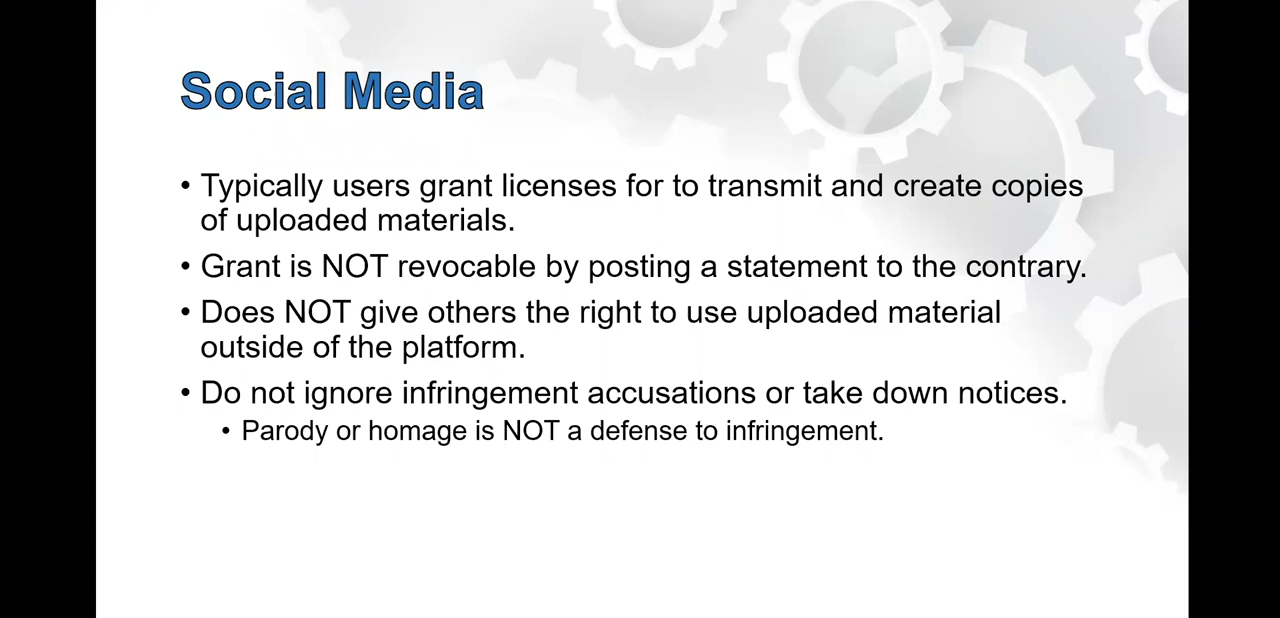 Social Media
• Typically users grant licenses for to transmit and create copies
of uploaded materials.
• Grant is NOT revocable by posting a statement to the contrary.
• Does NOT give others the right to use uploaded material
outside of the platform.
• Do not ignore infringement accusations or take down notices.
• Parody or homage is NOT a defense to infringement.